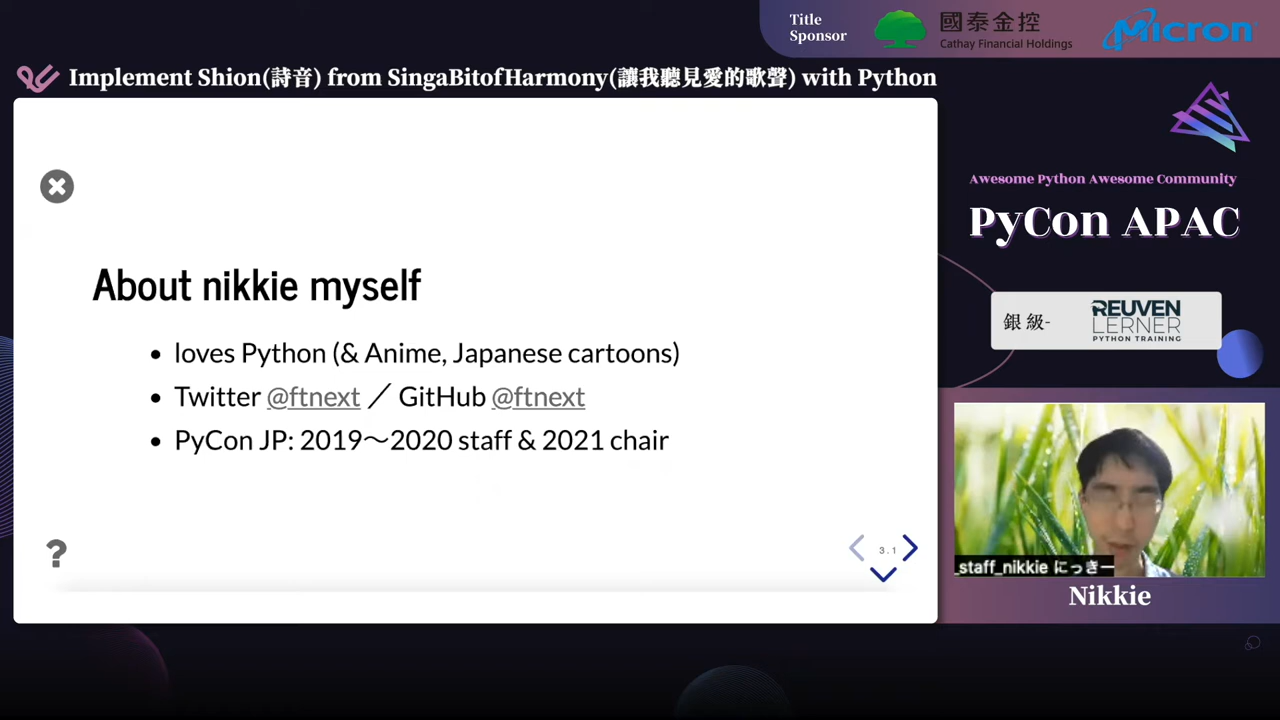 Title
Sponsor
國泰金控
Cathay Financial Holdings
Micron
Implement Shion(詩音) from SingaBitofHarmony(讓我聽見愛的歌聲) with Python
About nikkie myself
loves Python (& Anime, Japanese cartoons)
Twitter @ftnext ／ GitHub @ftnext
PyCon JP: 2019〜2020 staff & 2021 chair
3.1
Awesome Python Awesome Community
PyCon APAC
銀級-
REUVEN
LERNER
PYTHON TRAINING
_staff_nikkie にっきー
Nikkie